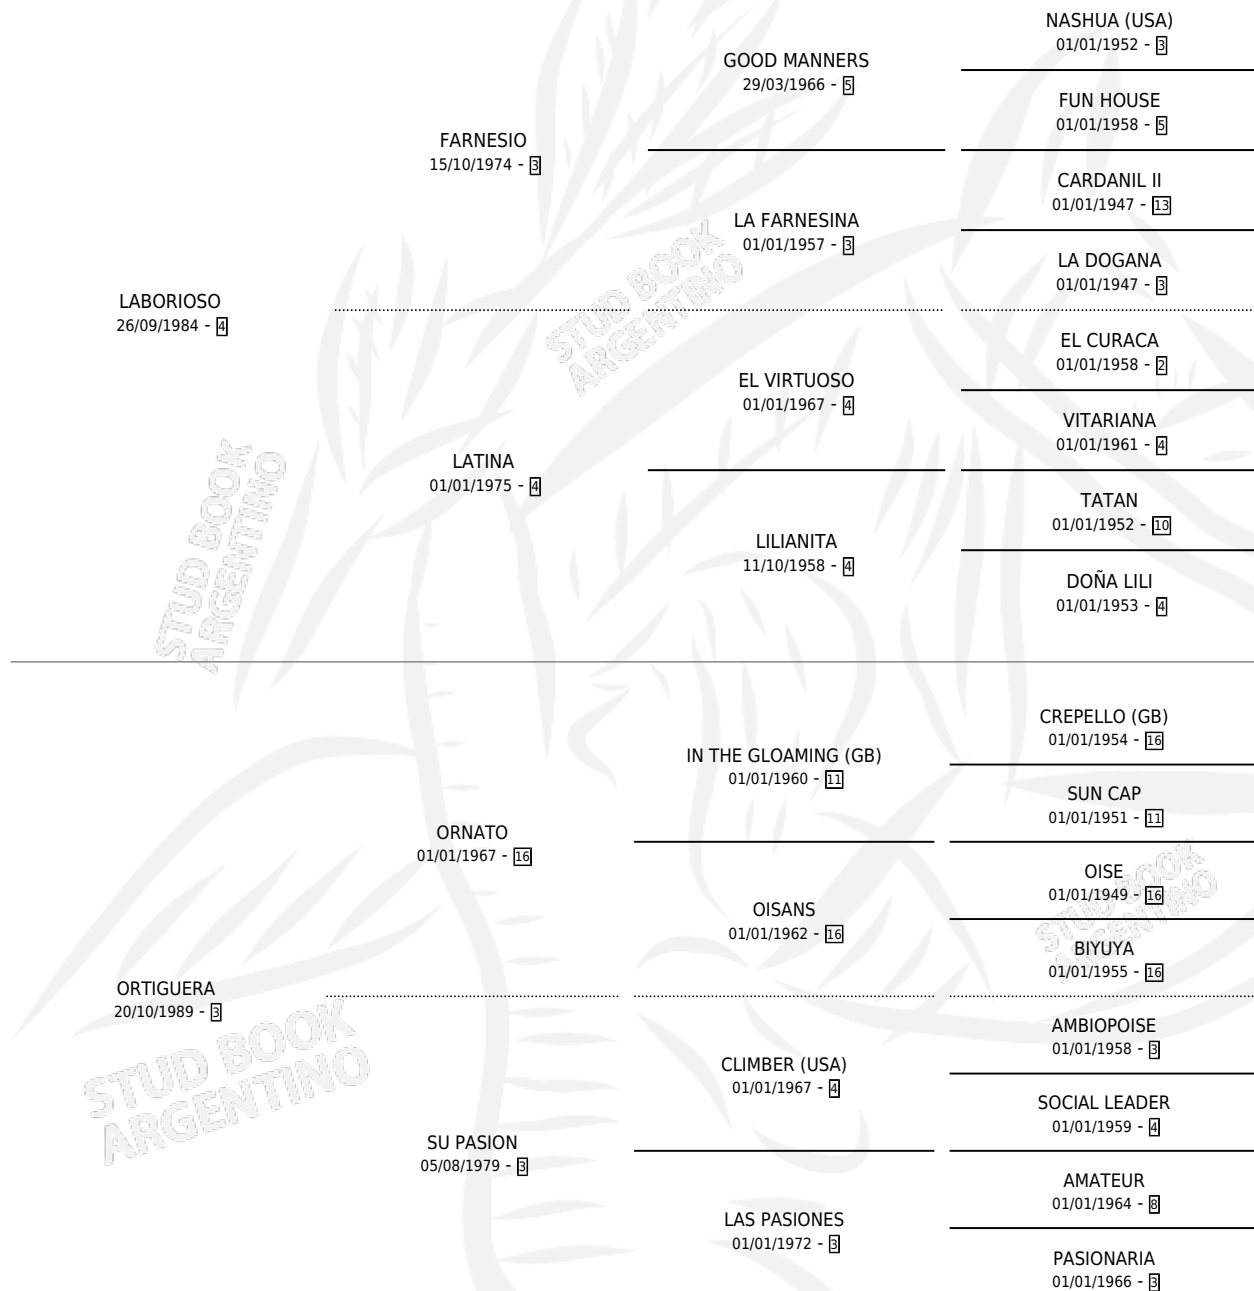 NASHUA (USA)
01/01/1952 - 3
GOOD MANNERS
29/03/1966 - 5
FUN HOUSE
01/01/1958 - 5
FARNESIO
15/10/1974 - 3
CARDANIL II
01/01/1947 - 13
LA FARNESINA
01/01/1957 - 3
LA DOGANA
01/01/1947 - 3
LABORIOSO
26/09/1984 - 4
EL CURACA
01/01/1958 - 2
EL VIRTUOSO
01/01/1967 - 4
VITARIANA
01/01/1961 - 4
LATINA
01/01/1975 - 4
TATAN
01/01/1952 - 10
LILIANITA
11/10/1958 - 4
DOÑA LILI
01/01/1953 - 4
CREPELLO (GB)
01/01/1954 - 16
IN THE GLOAMING (GB)
01/01/1960 - 11
SUN CAP
01/01/1951 - 11
ORNATO
01/01/1967 - 16
OISE
01/01/1949 - 16
OISANS
01/01/1962 - 16
BIYUYA
01/01/1955 - 16
ORTIGUERA
20/10/1989 - 3
AMBIOPOISE
01/01/1958 - 3
CLIMBER (USA)
01/01/1967 - 4
SOCIAL LEADER
01/01/1959 - 4
SU PASION
05/08/1979 - 3
AMATEUR
01/01/1964 - 8
LAS PASIONES
01/01/1972 - 3
PASIONARIA
01/01/1966 - 3
STUD BOOK
ARGENTINO
STUD BOOK
ARGENTINO
STUD BOOK
ARGENTINO
STUD BOOK
ARGENTINO